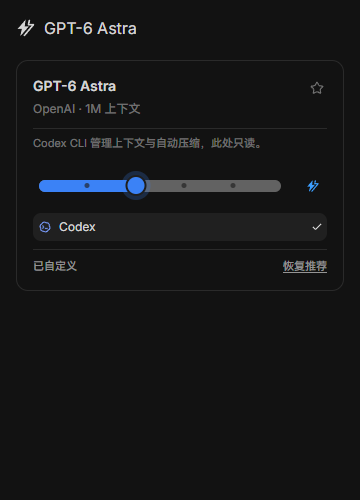 GPT-6 Astra
GPT-6 Astra
OpenAI · 1M 上下文
Codex CLI 管理上下文与自动压缩，此处只读。
Codex
已自定义
恢复推荐